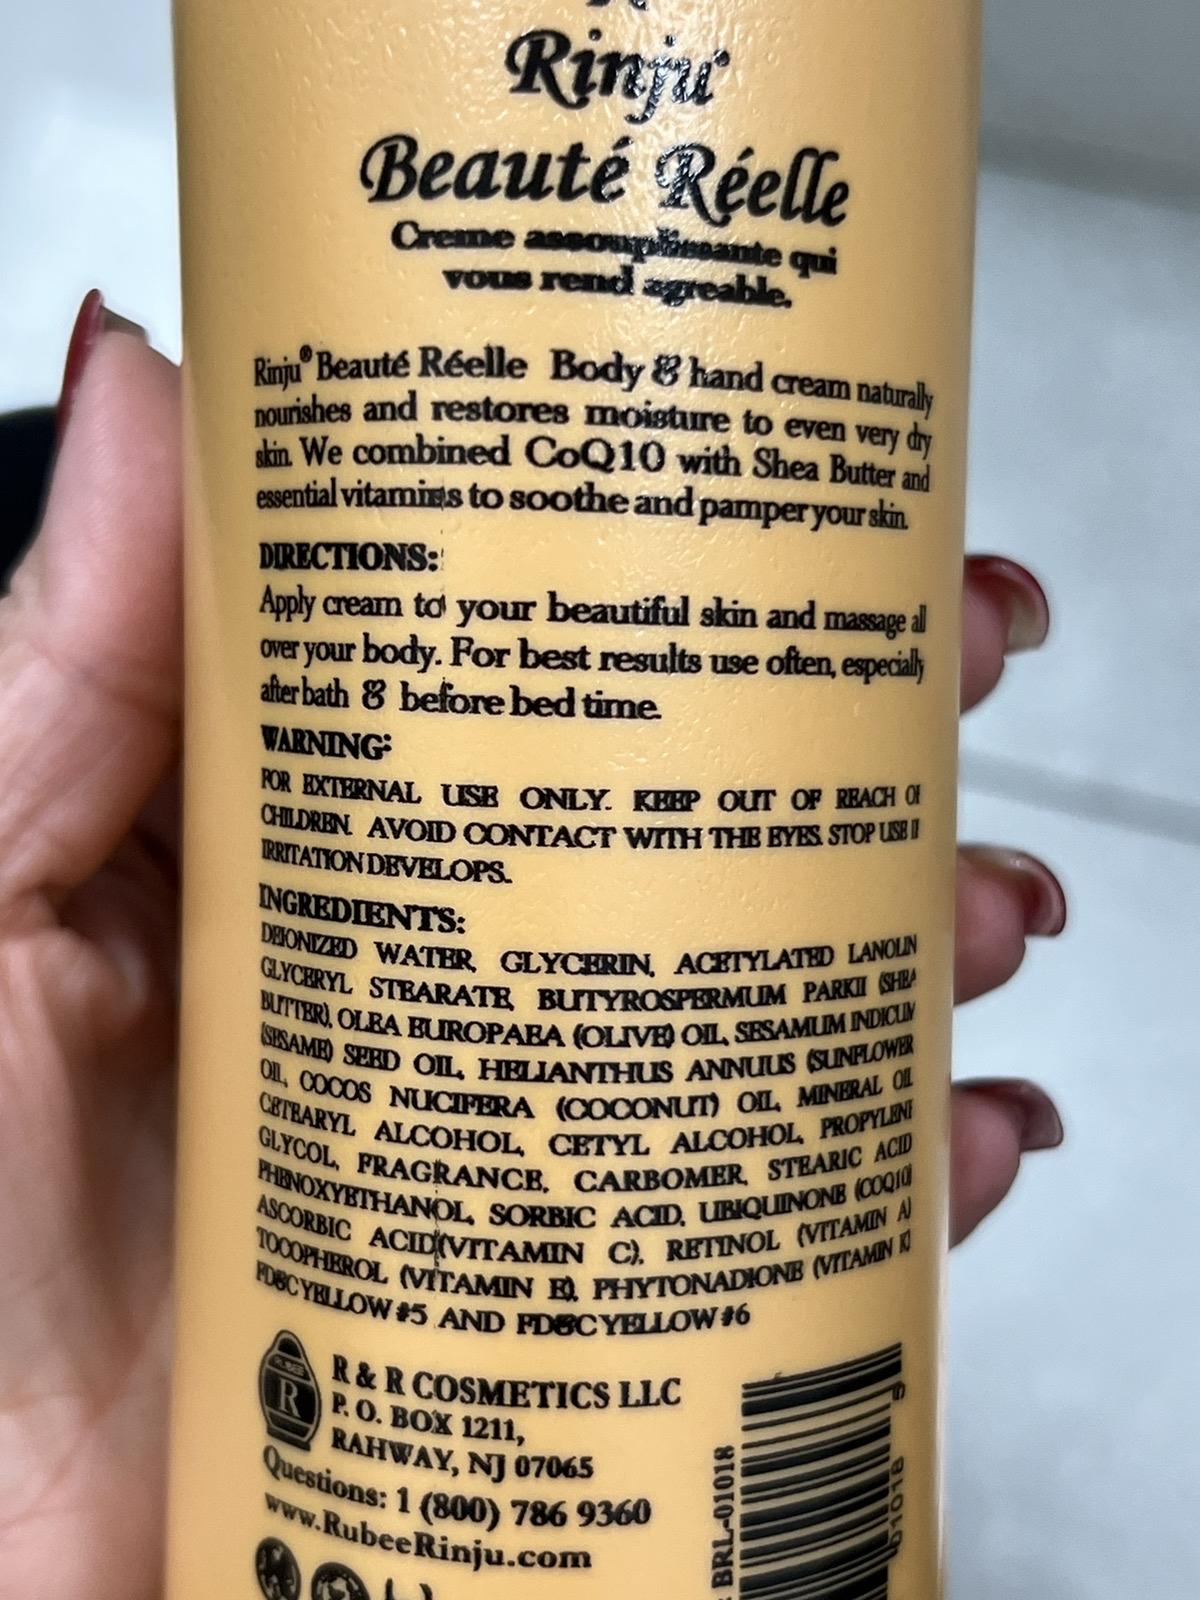 Rinju
Beauté Réelle
Creme assouplissante qui
vous rend agreable.
Rinju® Beauté Réelle Body & hand cream naturally
nourishes and restores moisture to even very dry
skin. We combined CoQ10 with Shea Butter and
essential vitamins to soothe and pamper your skin.
DIRECTIONS:
Apply cream to your beautiful skin and massage all
over your body. For best results use often, especially
after bath & before bed time.
WARNING:
FOR EXTERNAL USE ONLY. KEEP OUT OF REACH OF
CHILDREN. AVOID CONTACT WITH THE EYES. STOP USE IF
IRRITATION DEVELOPS.
INGREDIENTS:
DEIONIZED WATER, GLYCERIN, ACETYLATED LANOLIN
GLYCERYL STEARATE, BUTYROSPERMUM PARKII (SHEA
BUTTER), OLEA EUROPAEA (OLIVE) OIL, SESAMUM INDICUM
(SESAME) SEED OIL, HELIANTHUS ANNUUS (SUNFLOWER
OIL, COCOS NUCIFERA (COCONUT) OIL, MINERAL OIL
CETEARYL ALCOHOL, CETYL ALCOHOL, PROPYLENE
GLYCOL, FRAGRANCE, CARBOMER, STEARIC ACID
PHENOXYETHANOL, SORBIC ACID, UBIQUINONE (COQ10)
ASCORBIC ACID (VITAMIN C), RETINOL (VITAMIN A)
TOCOPHEROL (VITAMIN E), PHYTONADIONE (VITAMIN K)
FD&C YELLOW #5 AND FD&C YELLOW #6
R & R COSMETICS LLC
P. O. BOX 1211,
RAHWAY, NJ 07065
Questions: 1 (800) 786 9360
www.RubeeRinju.com
BRL-01018
01018
5
R